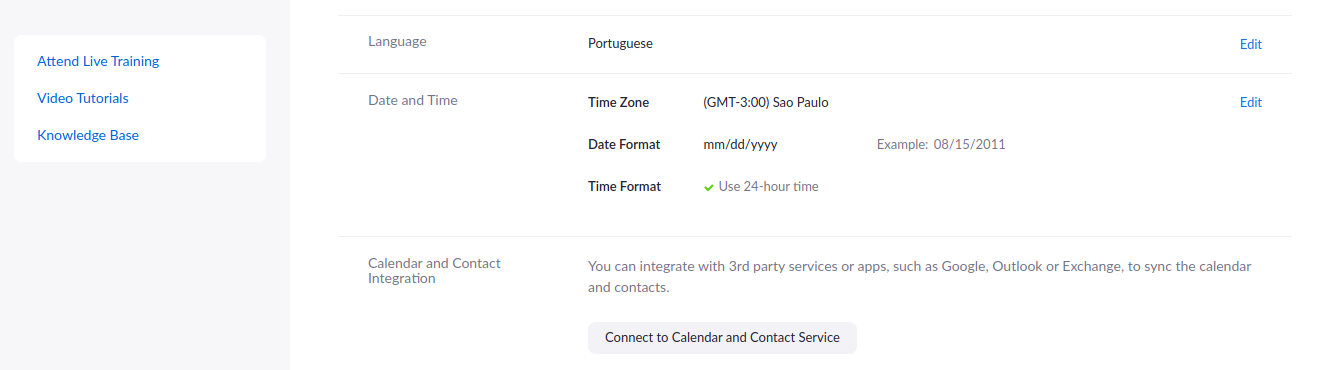 Attend Live Training
Video Tutorials
Knowledge Base
Language Portuguese Edit
Date and Time Time Zone (GMT-3:00) Sao Paulo Edit
Date Format mm/dd/yyyy Example: 08/15/2011
Time Format Use 24-hour time
Calendar and Contact
Integration
You can integrate with 3rd party services or apps, such as Google, Outlook or Exchange, to sync the calendar
and contacts.
Connect to Calendar and Contact Service